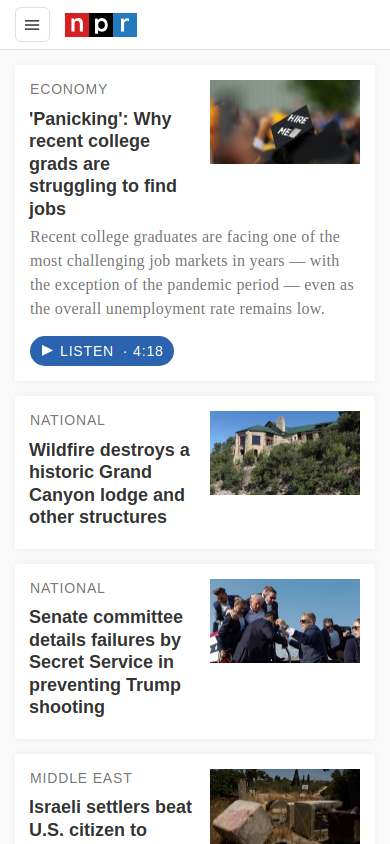 npr
ECONOMY
'Panicking': Why
recent college
grads are
struggling to find
jobs
HIRE
ME
Recent college graduates are facing one of the
most challenging job markets in years — with
the exception of the pandemic period — even as
the overall unemployment rate remains low.
LISTEN · 4:18
NATIONAL
Wildfire destroys a
historic Grand
Canyon lodge and
other structures
NATIONAL
Senate committee
details failures by
Secret Service in
preventing Trump
shooting
MIDDLE EAST
Israeli settlers beat
U.S. citizen to